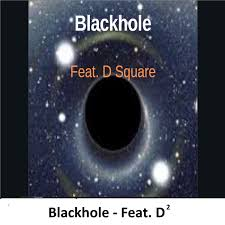 Blackhole
Feat. D Square
Blackhole - Feat. D²